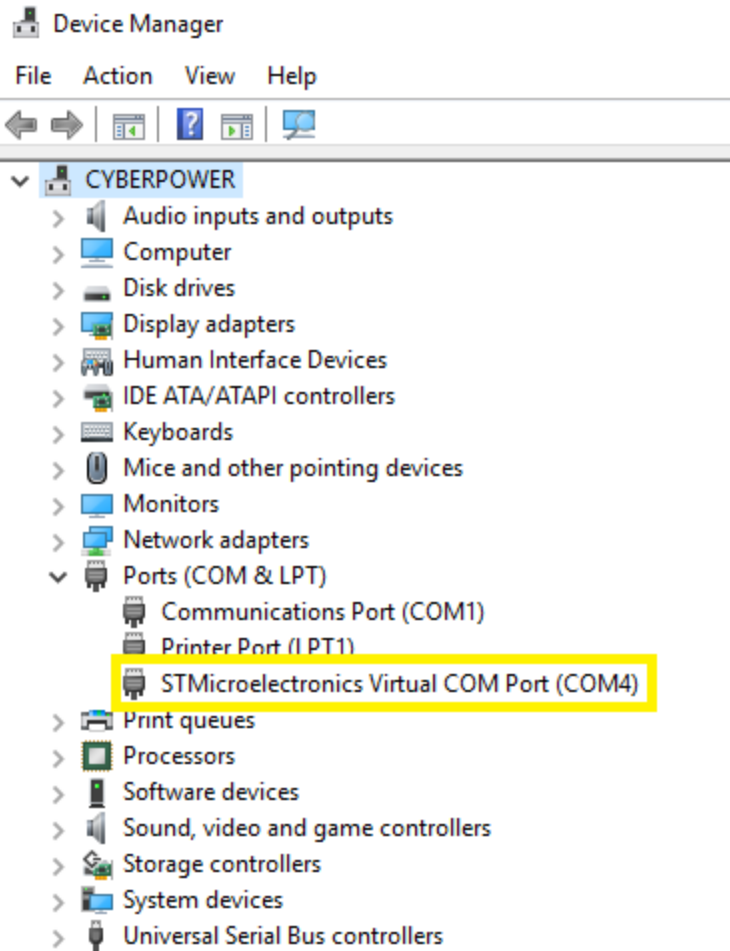 Device Manager
File Action View Help
CYBERPOWER
Audio inputs and outputs
Computer
Disk drives
Display adapters
Human Interface Devices
IDE ATA/ATAPI controllers
Keyboards
Mice and other pointing devices
Monitors
Network adapters
Ports (COM & LPT)
Communications Port (COM1)
Printer Port (LPT1)
STMicroelectronics Virtual COM Port (COM4)
Print queues
Processors
Software devices
Sound, video and game controllers
Storage controllers
System devices
Universal Serial Bus controllers